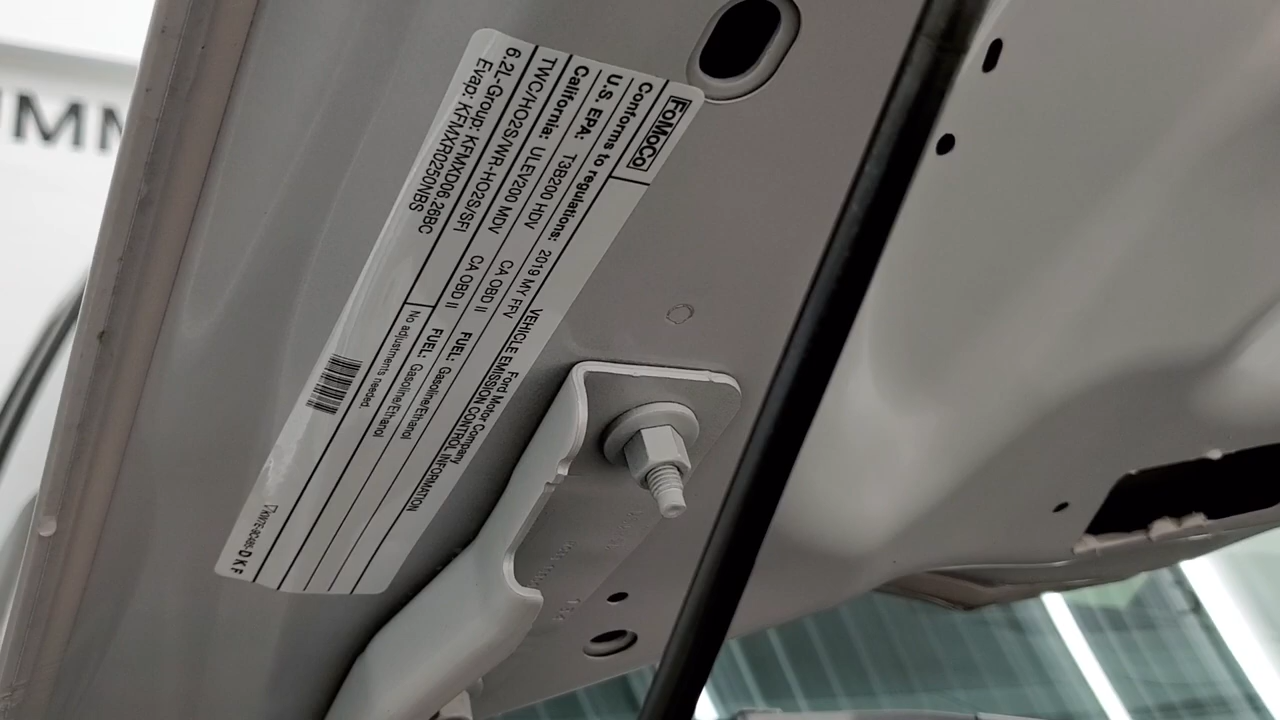 FoMoCo
Ford Motor Company
VEHICLE EMISSION CONTROL INFORMATION
Conforms to regulations: 2019 MY FFV
U.S. EPA: T3B200 HDV CA OBD II FUEL: Gasoline/Ethanol
California: ULEV200 MDV CA OBD II FUEL: Gasoline/Ethanol
TWC/HO2S/WR-HO2S/SFI
No adjustments needed.
6.2L-Group: KFMXD06.26BC
Evap: KFMXR0250NBS
D K F